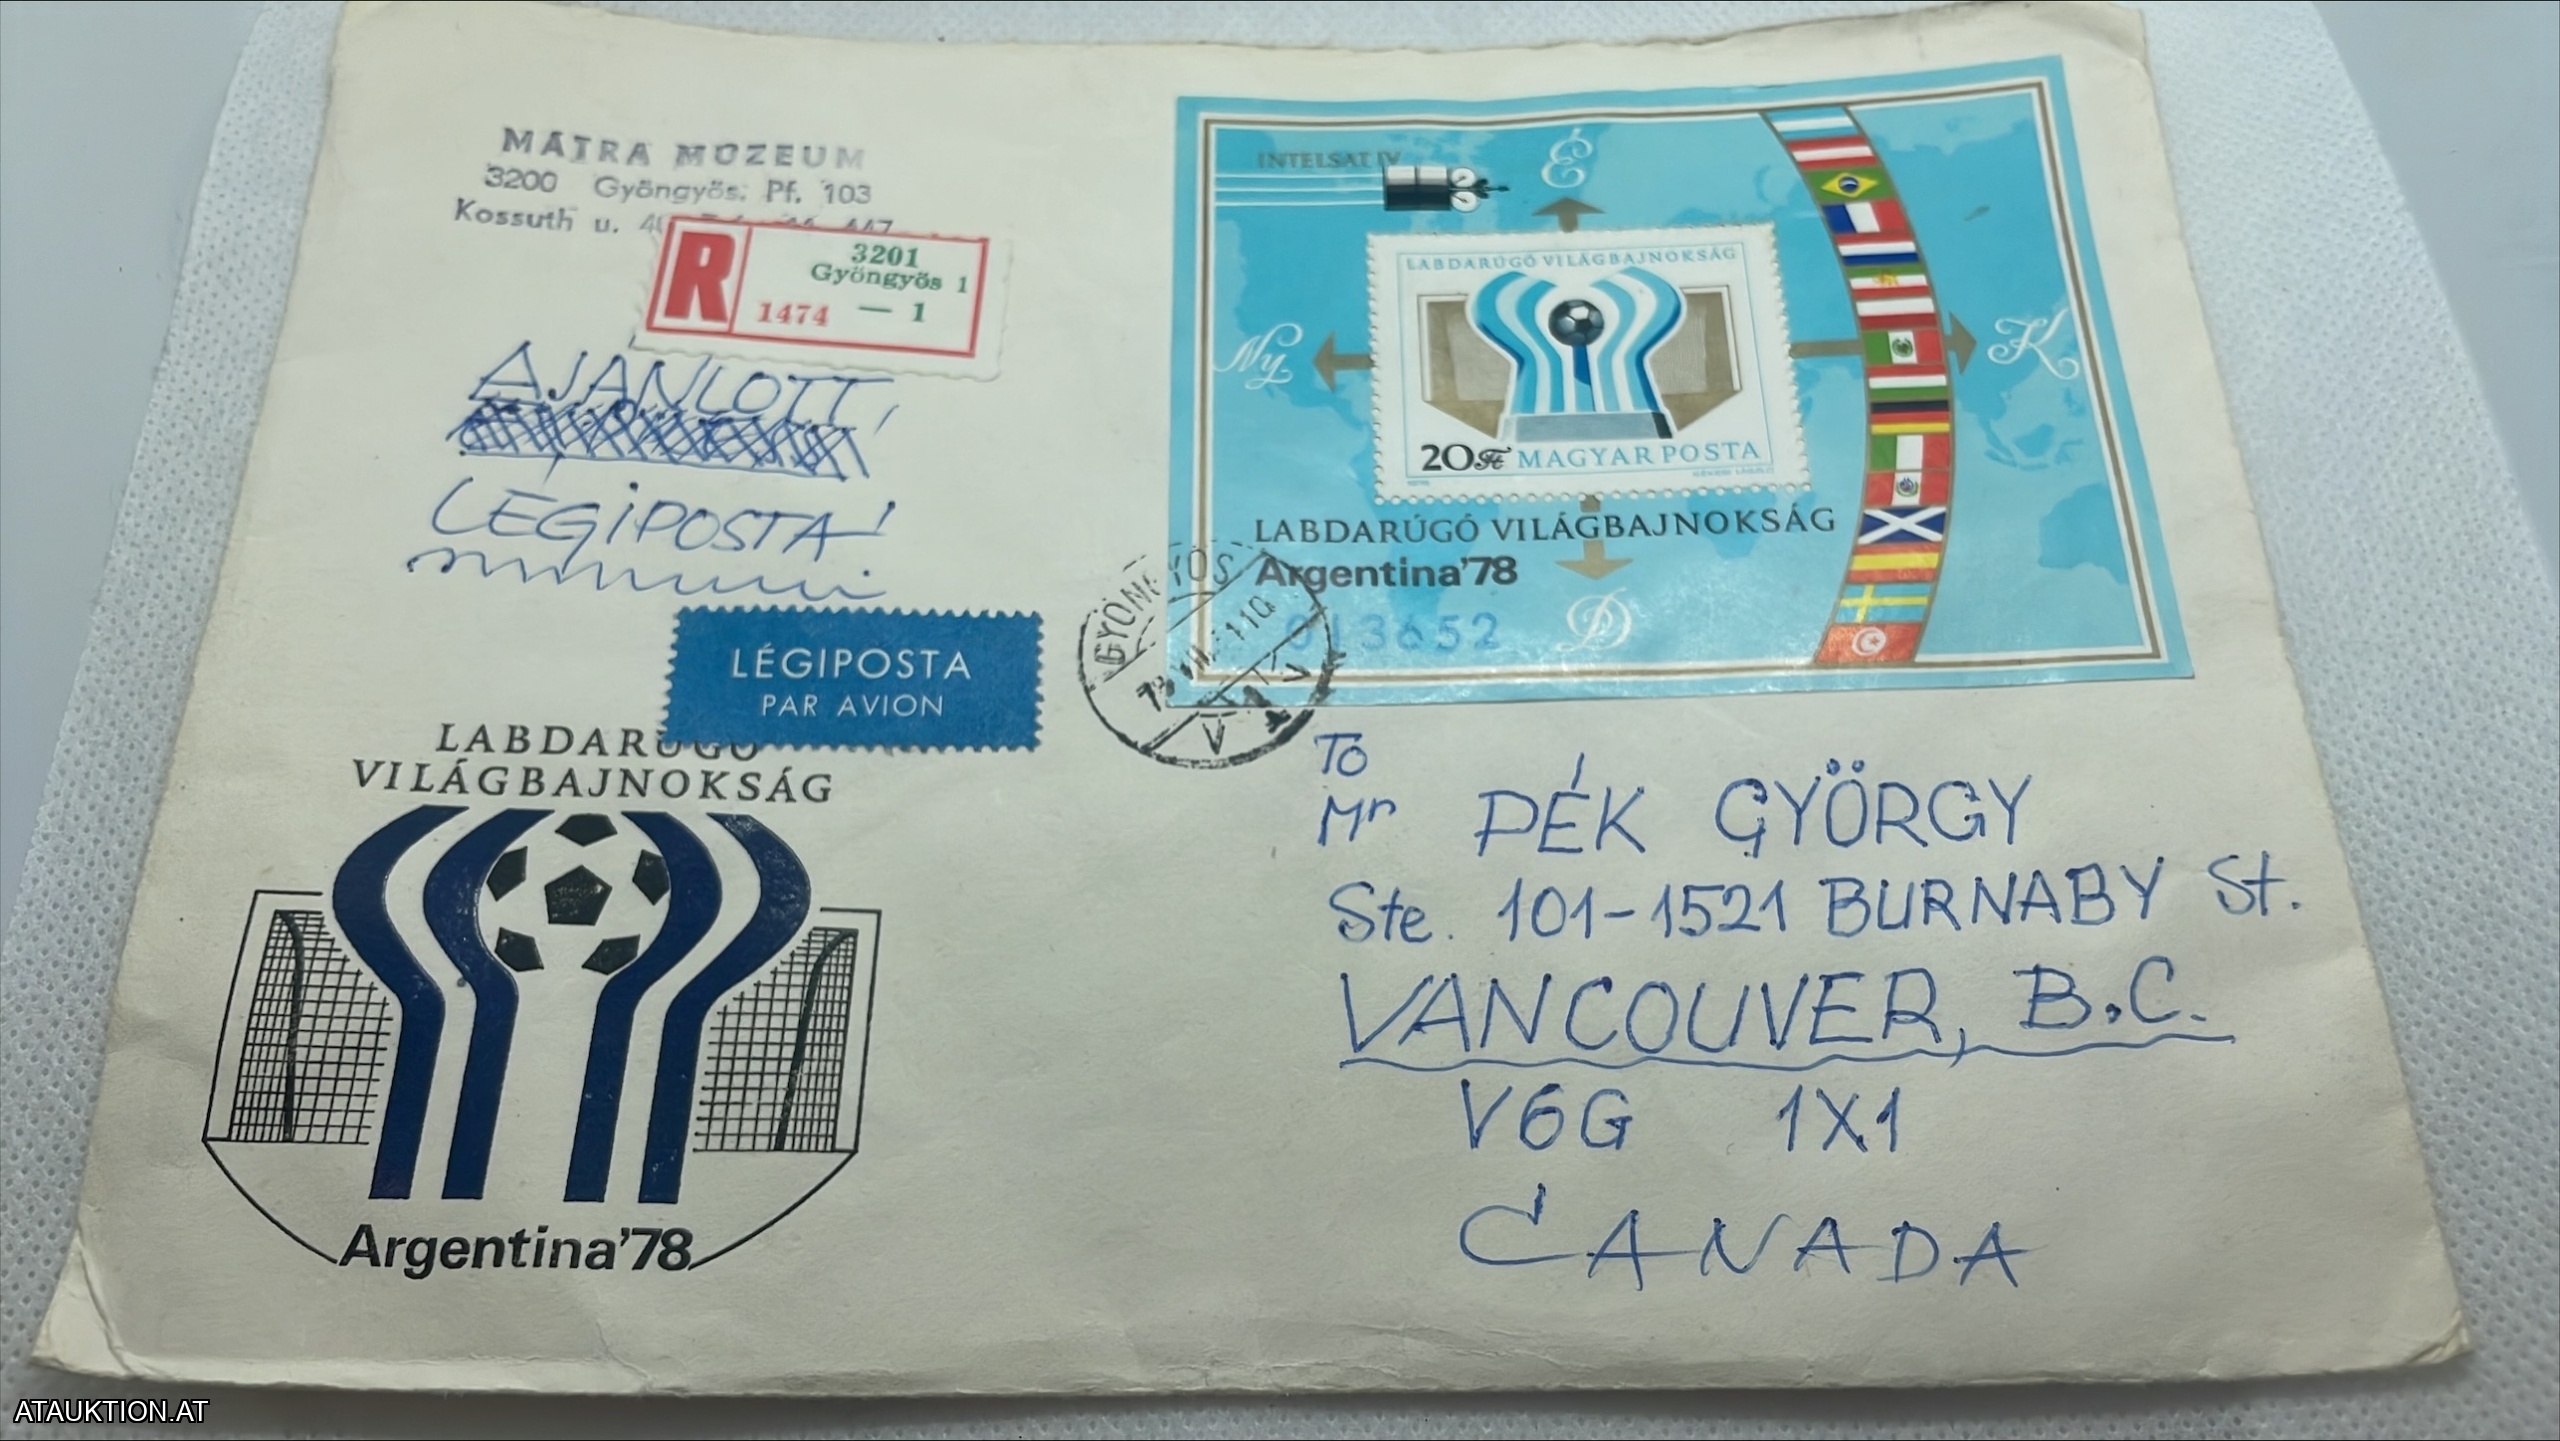 MÁTRA MÚZEUM
3200 Gyöngyös. Pf. 103
Kossuth u.
R
3201
Gyöngyös 1
1474 — 1
AJÁNLOTT,
LÉGIPOSTA!
LÉGIPOSTA
PAR AVION
LABDARÚGÓ
VILÁGBAJNOKSÁG
Argentina'78
INTELSAT IV
É
Ny
K
D
LABDARÚGÓ VILÁGBAJNOKSÁG
20 Ft MAGYAR POSTA
LABDARÚGÓ VILÁGBAJNOKSÁG
Argentina'78
013652
GYÖNGYÖS
To
Mr PÉK GYÖRGY
Ste. 101-1521 BURNABY St.
VANCOUVER, B.C.
V6G 1X1
CANADA
ATAUKTION.AT